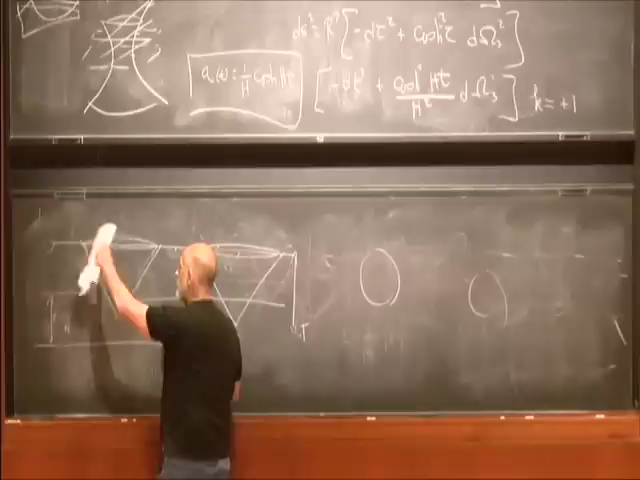 ds² = R²[-dτ² + cosh²τ dΩ₃²]
a(t) = 1/H cosh Ht [-dt² + cosh² Ht / H² dΩ₃²] k = +1
T